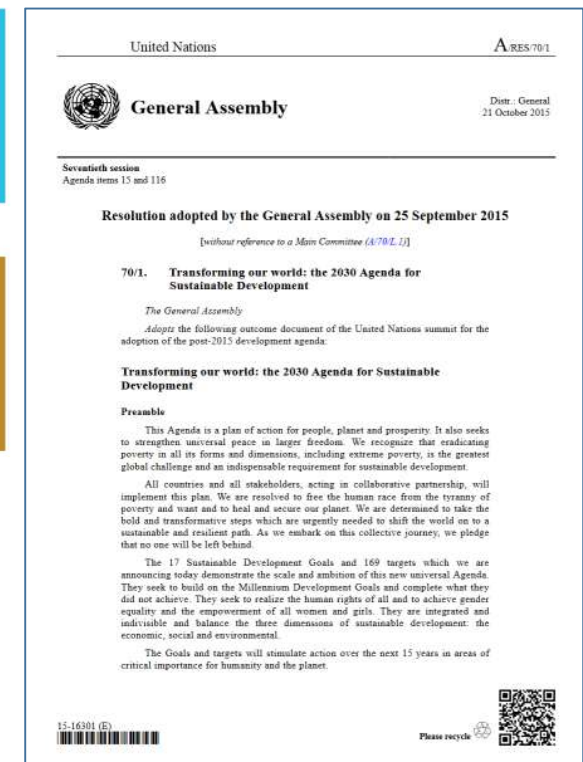 United Nations A/RES/70/1
General Assembly
Distr.: General
21 October 2015
Seventieth session
Agenda items 15 and 116
Resolution adopted by the General Assembly on 25 September 2015
[without reference to a Main Committee (A/70/L.1)]
70/1. Transforming our world: the 2030 Agenda for
Sustainable Development
The General Assembly
Adopts the following outcome document of the United Nations summit for the
adoption of the post-2015 development agenda:
Transforming our world: the 2030 Agenda for Sustainable
Development
Preamble
This Agenda is a plan of action for people, planet and prosperity. It also seeks
to strengthen universal peace in larger freedom. We recognize that eradicating
poverty in all its forms and dimensions, including extreme poverty, is the greatest
global challenge and an indispensable requirement for sustainable development.
All countries and all stakeholders, acting in collaborative partnership, will
implement this plan. We are resolved to free the human race from the tyranny of
poverty and want and to heal and secure our planet. We are determined to take the
bold and transformative steps which are urgently needed to shift the world on to a
sustainable and resilient path. As we embark on this collective journey, we pledge
that no one will be left behind.
The 17 Sustainable Development Goals and 169 targets which we are
announcing today demonstrate the scale and ambition of this new universal Agenda.
They seek to build on the Millennium Development Goals and complete what they
did not achieve. They seek to realize the human rights of all and to achieve gender
equality and the empowerment of all women and girls. They are integrated and
indivisible and balance the three dimensions of sustainable development: the
economic, social and environmental.
The Goals and targets will stimulate action over the next 15 years in areas of
critical importance for humanity and the planet.
15-16301 (E)
Please recycle